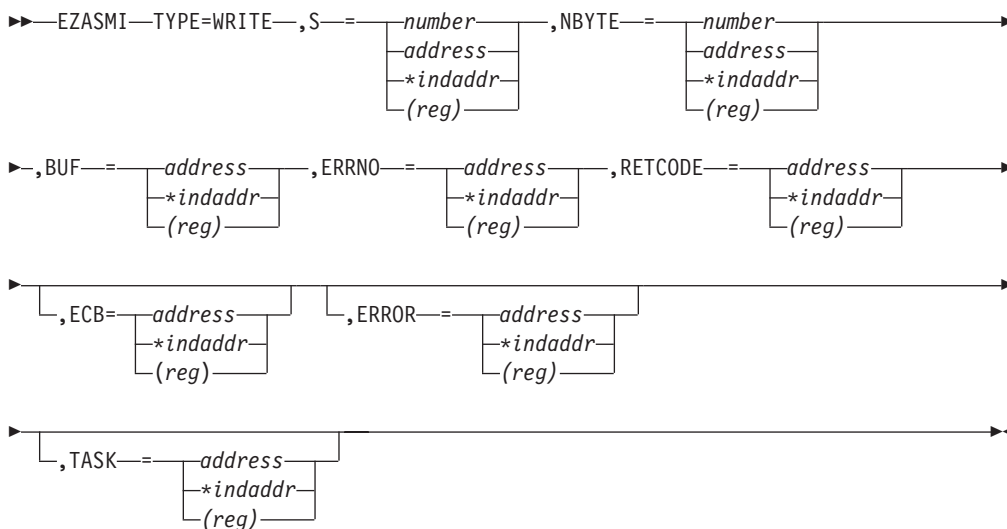 EZASMI TYPE=WRITE ,S = number ,NBYTE = number
address address
*indaddr *indaddr
(reg) (reg)
,BUF = address ,ERRNO = address ,RETCODE = address
*indaddr *indaddr *indaddr
(reg) (reg) (reg)
,ECB= address ,ERROR = address
*indaddr *indaddr
(reg) (reg)
,TASK = address
*indaddr
(reg)